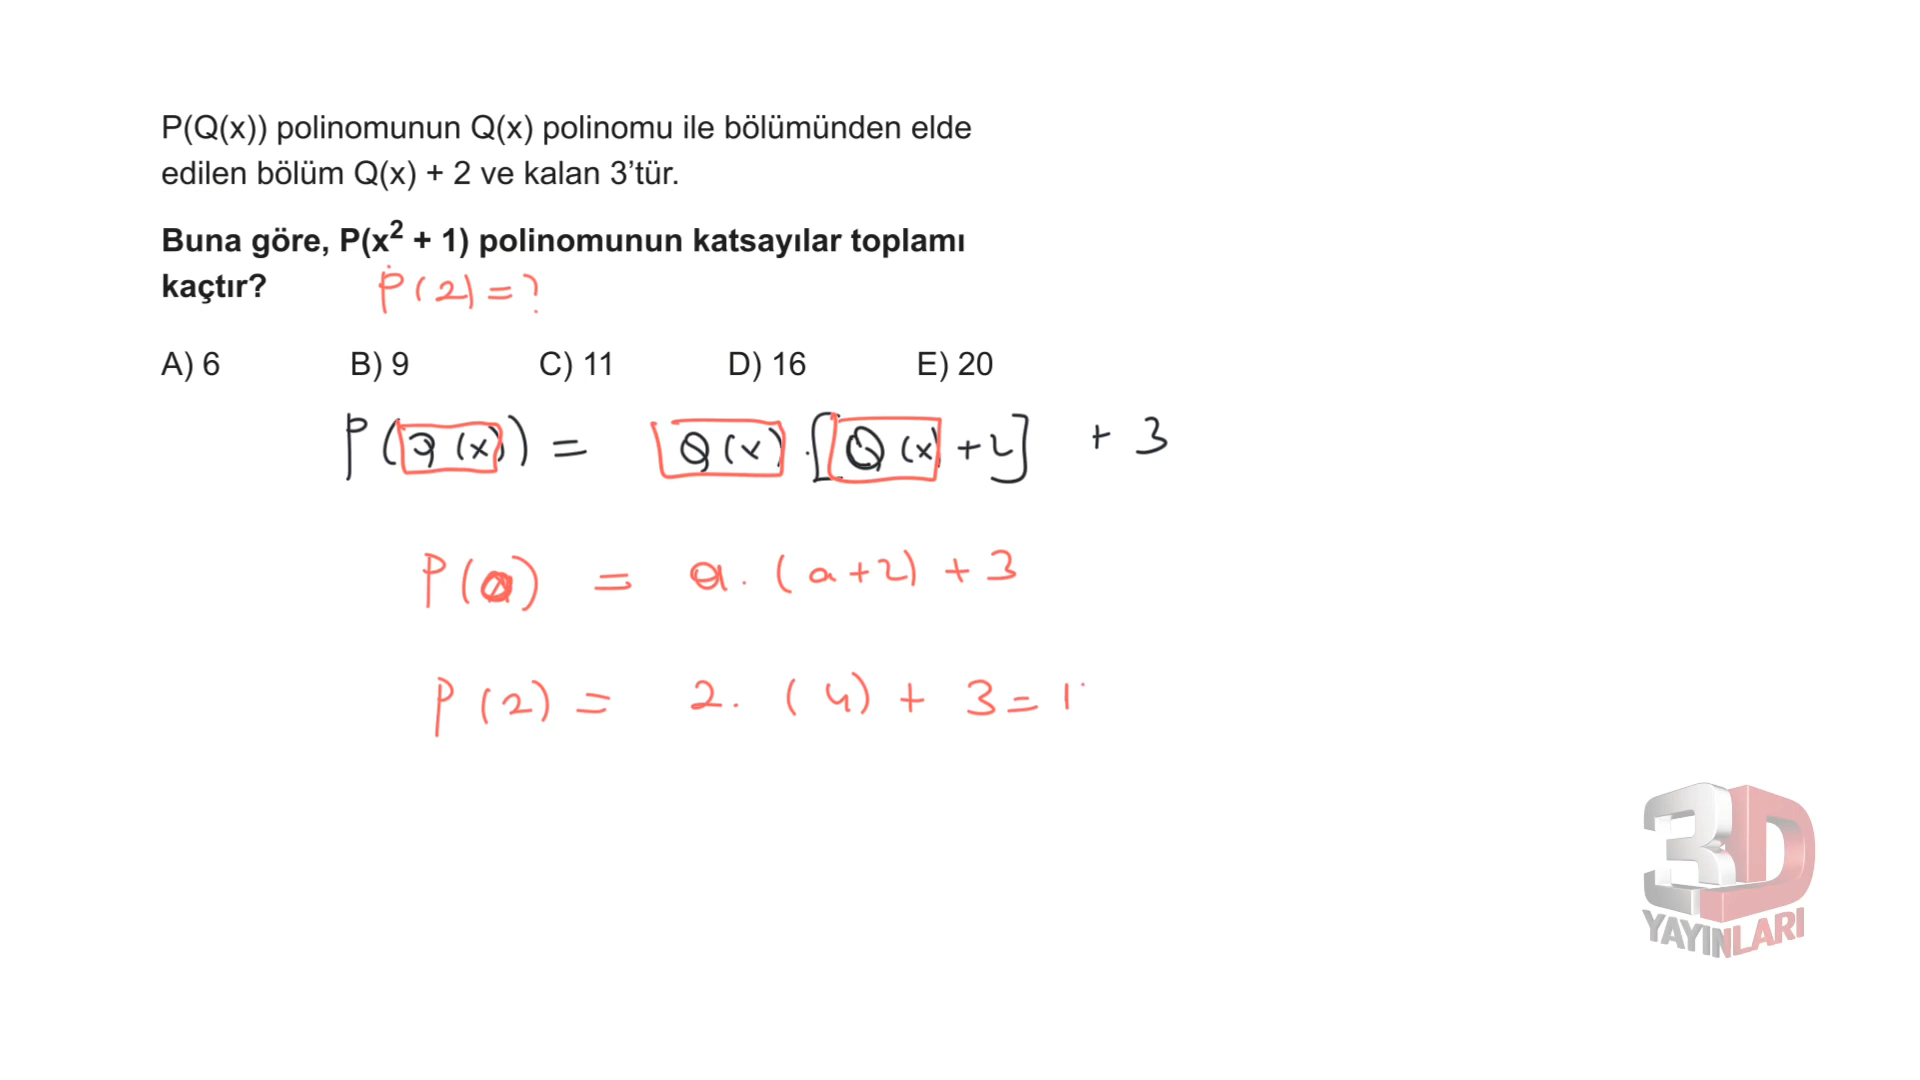 P(Q(x)) polinomunun Q(x) polinomu ile bölümünden elde
edilen bölüm Q(x) + 2 ve kalan 3’tür.
Buna göre, P(x² + 1) polinomunun katsayılar toplamı
kaçtır?
P(2) = ?
A) 6 B) 9 C) 11 D) 16 E) 20
P(Q(x)) = Q(x) . [Q(x) + 2] + 3
P(a) = a . (a + 2) + 3
P(2) = 2 . (4) + 3 = 1
3D
YAYINLARI